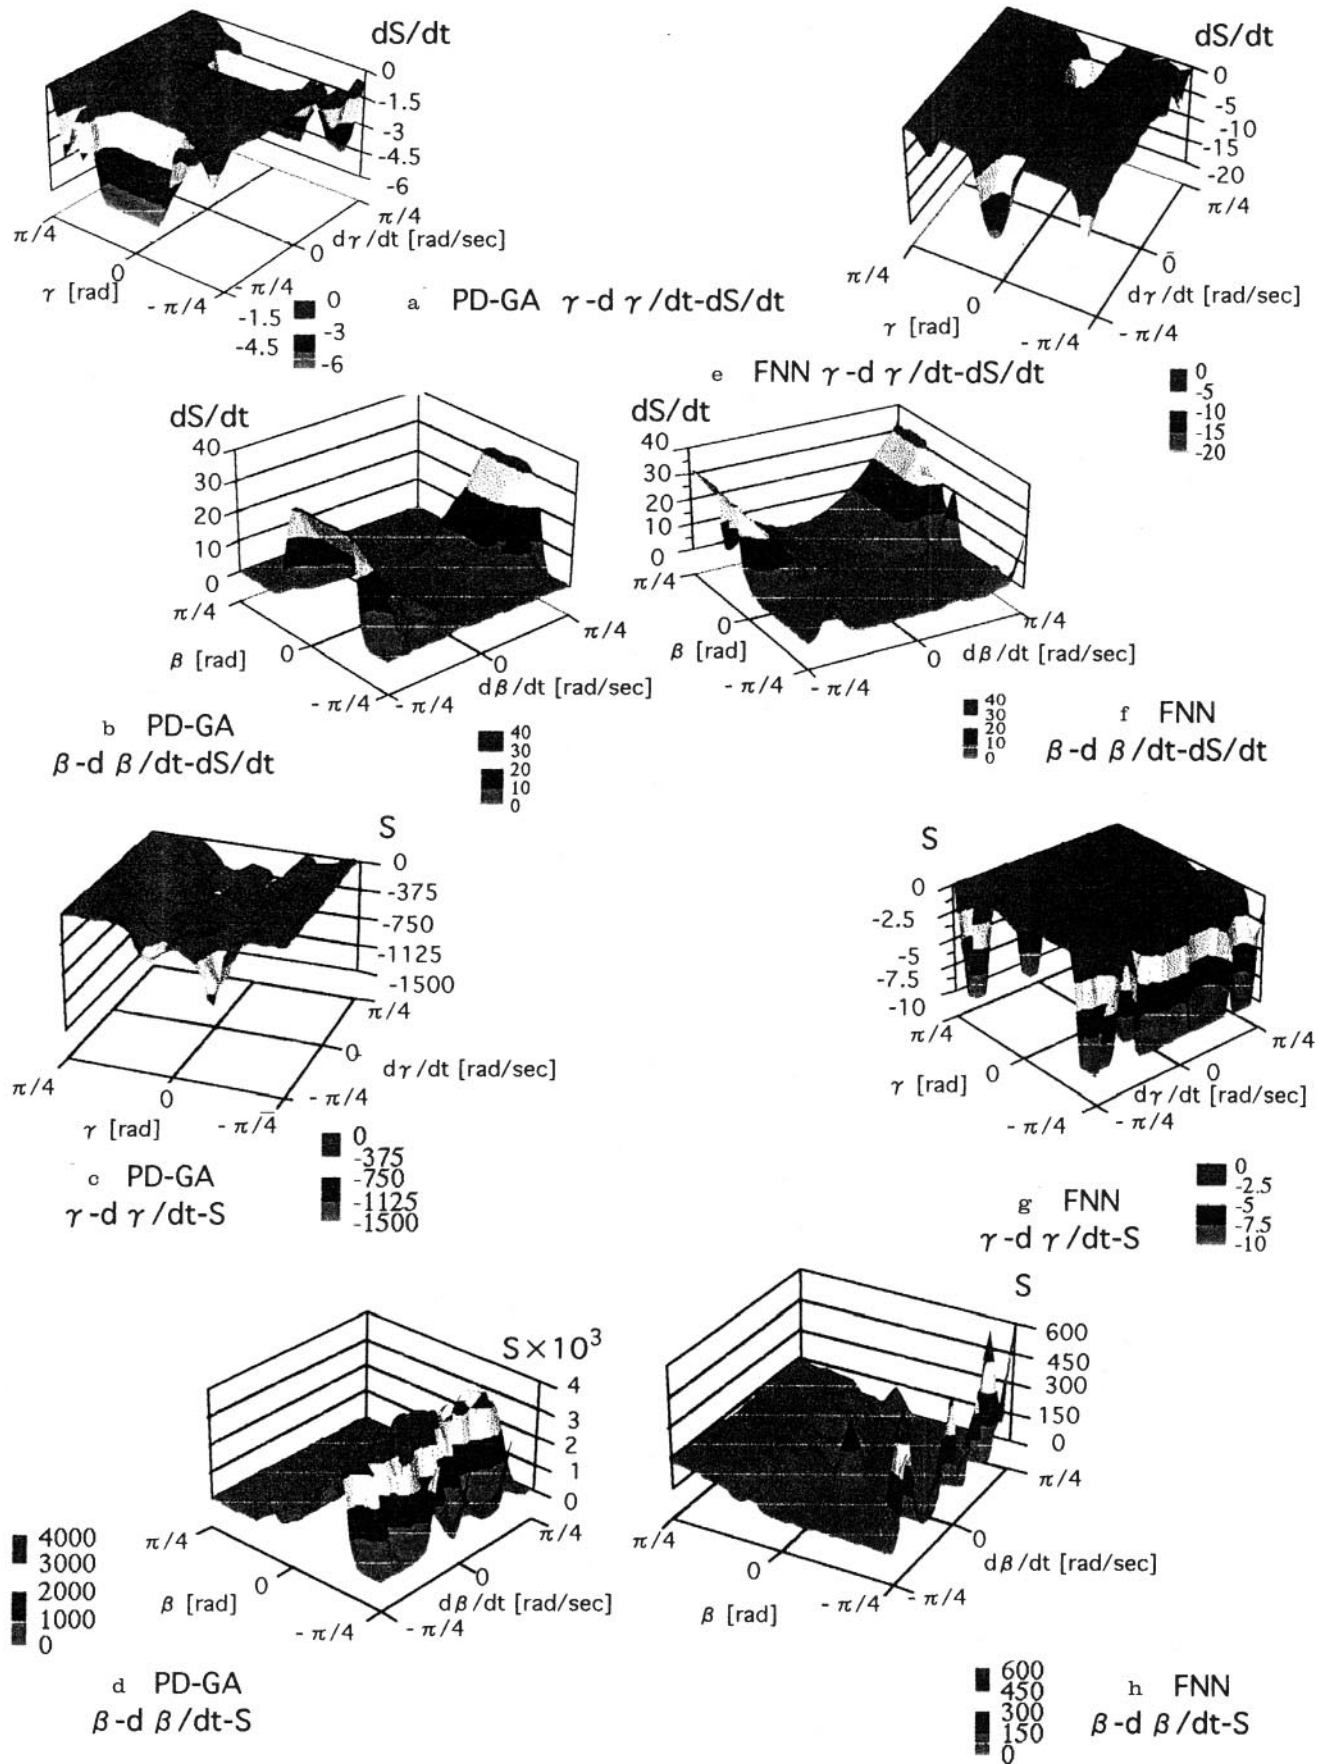 dS/dt
0
-1.5
-3
-4.5
-6
π/4
dγ/dt [rad/sec]
0
-π/4
π/4
0
γ [rad]
-π/4
0
-1.5
-3
-4.5
-6
a PD-GA γ-dγ/dt-dS/dt
dS/dt
0
-5
-10
-15
-20
π/4
0
dγ/dt [rad/sec]
-π/4
π/4
0
γ [rad]
-π/4
e FNN γ-dγ/dt-dS/dt
0
-5
-10
-15
-20
dS/dt
40
30
20
10
0
π/4
β [rad]
0
-π/4
-π/4
0
dβ/dt [rad/sec]
π/4
b PD-GA
β-dβ/dt-dS/dt
40
30
20
10
0
dS/dt
40
30
20
10
0
π/4
β [rad]
0
-π/4
-π/4
0
dβ/dt [rad/sec]
π/4
40
30
20
10
0
f FNN
β-dβ/dt-dS/dt
S
0
-375
-750
-1125
-1500
π/4
0
dγ/dt [rad/sec]
-π/4
π/4
0
γ [rad]
-π/4
c PD-GA
γ-dγ/dt-S
0
-375
-750
-1125
-1500
S
0
-2.5
-5
-7.5
-10
π/4
γ [rad]
0
-π/4
-π/4
0
dγ/dt [rad/sec]
π/4
g FNN
γ-dγ/dt-S
0
-2.5
-5
-7.5
-10
S×10³
4
3
2
1
0
π/4
0
dβ/dt [rad/sec]
-π/4
π/4
0
β [rad]
-π/4
4000
3000
2000
1000
0
d PD-GA
β-dβ/dt-S
S
600
450
300
150
0
π/4
0
dβ/dt [rad/sec]
-π/4
π/4
0
β [rad]
-π/4
600
450
300
150
0
h FNN
β-dβ/dt-S